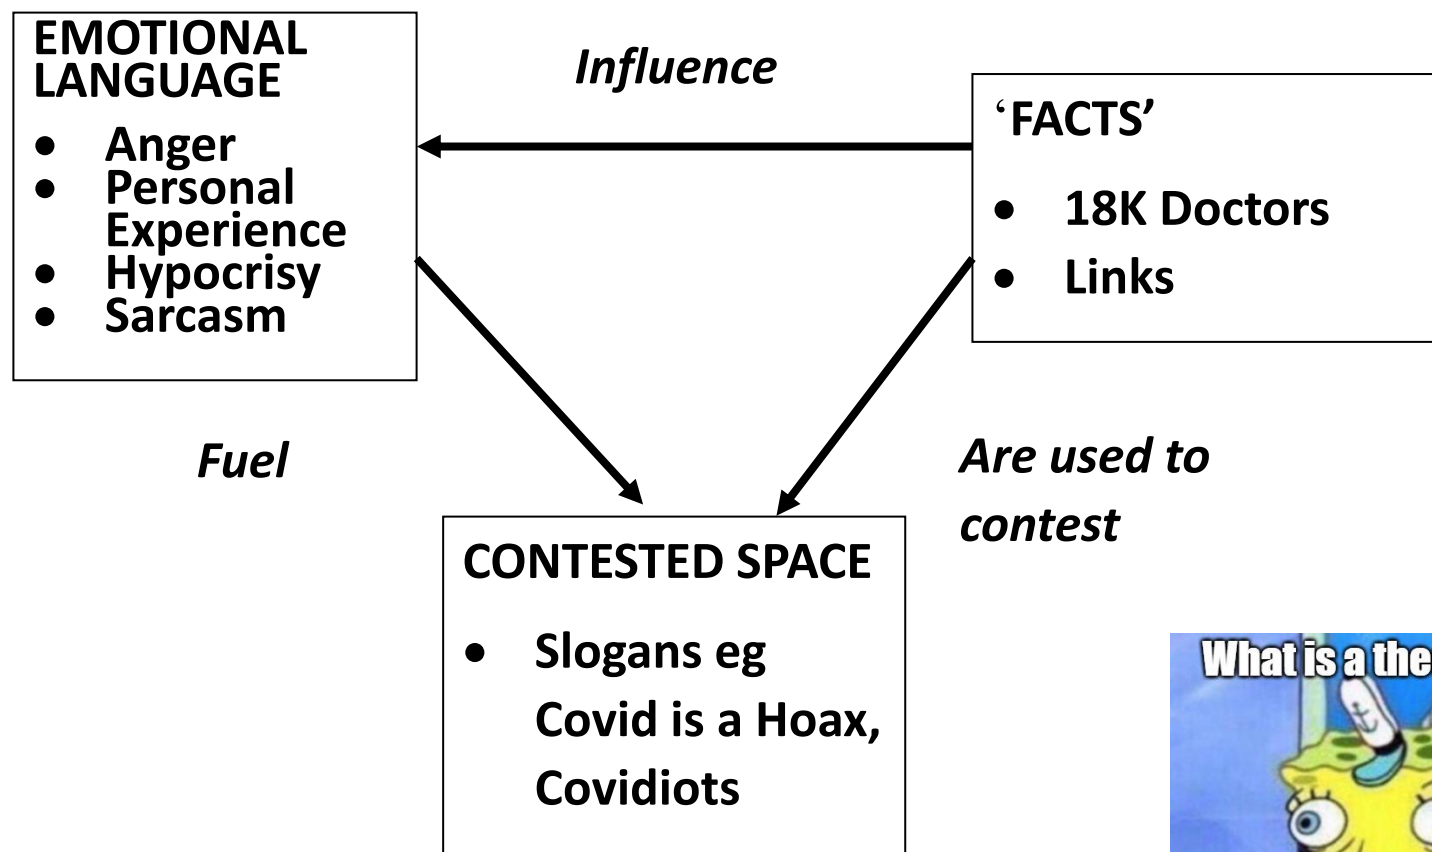 EMOTIONAL
LANGUAGE
• Anger
• Personal
Experience
• Hypocrisy
• Sarcasm
Influence
‘FACTS’
• 18K Doctors
• Links
Fuel
Are used to
contest
CONTESTED SPACE
• Slogans eg
Covid is a Hoax,
Covidiots
What is a the